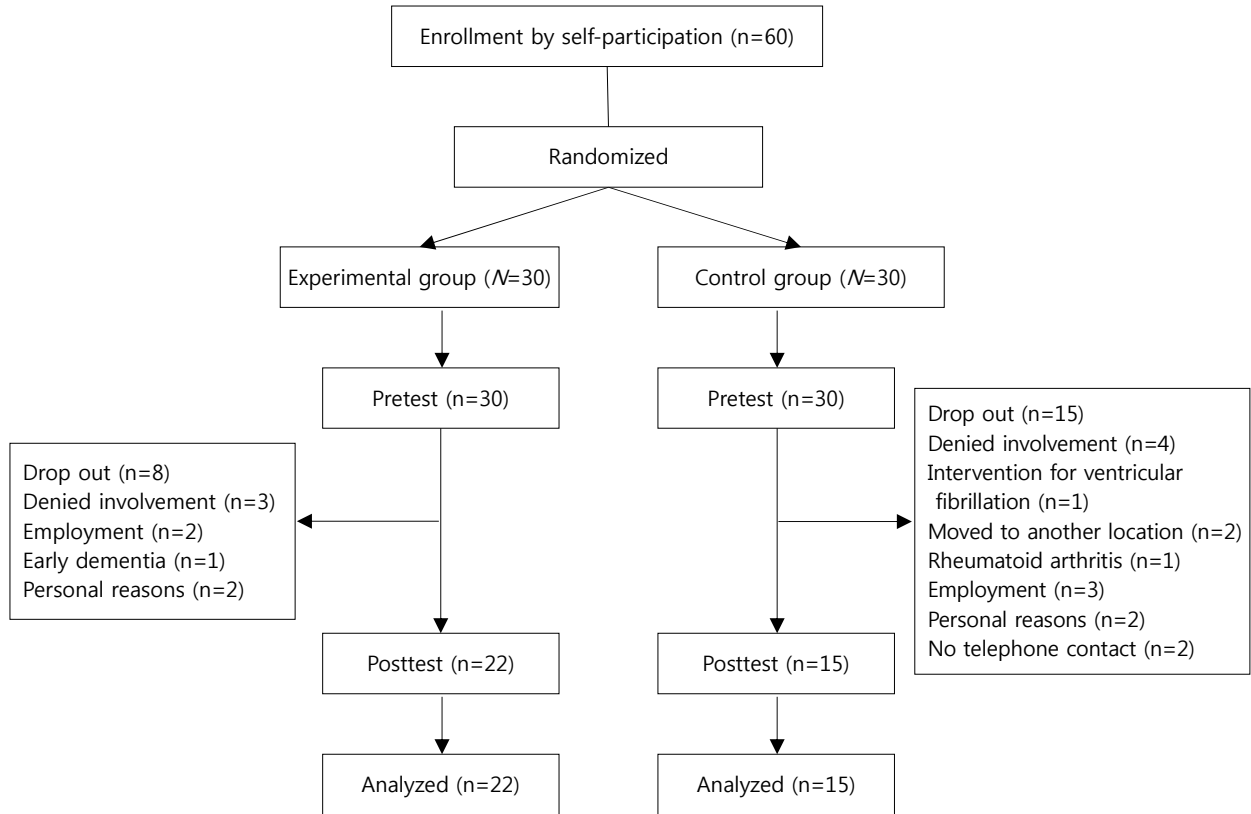 Enrollment by self-participation (n=60)
Randomized
Experimental group (N=30)
Control group (N=30)
Pretest (n=30)
Pretest (n=30)
Drop out (n=8)
Denied involvement (n=3)
Employment (n=2)
Early dementia (n=1)
Personal reasons (n=2)
Drop out (n=15)
Denied involvement (n=4)
Intervention for ventricular
fibrillation (n=1)
Moved to another location (n=2)
Rheumatoid arthritis (n=1)
Employment (n=3)
Personal reasons (n=2)
No telephone contact (n=2)
Posttest (n=22)
Posttest (n=15)
Analyzed (n=22)
Analyzed (n=15)